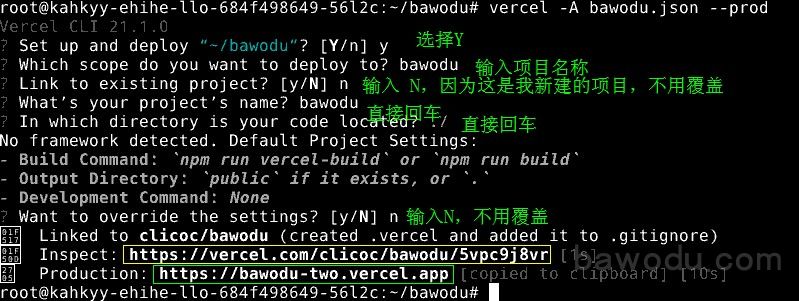 root@kahkyy-ehihe-llo-684f498649-56l2c:~/bawodu# vercel -A bawodu.json --prod
Vercel CLI 21.1.0
? Set up and deploy “~/bawodu”? [Y/n] y 选择Y
? Which scope do you want to deploy to? bawodu 输入项目名称
? Link to existing project? [y/N] n 输入 N，因为这是我新建的项目，不用覆盖
? What's your project's name? bawodu 直接回车
? In which directory is your code located? ./ 直接回车
No framework detected. Default Project Settings:
- Build Command: `npm run vercel-build` or `npm run build`
- Output Directory: `public` if it exists, or `.`
- Development Command: None
? Want to override the settings? [y/N] n 输入N，不用覆盖
01F517 Linked to clicoc/bawodu (created .vercel and added it to .gitignore)
01F50D Inspect: https://vercel.com/clicoc/bawodu/5vpc9j8vr [1s]
bawodu.com
2705 Production: https://bawodu-two.vercel.app [copied to clipboard] [10s]
root@kahkyy-ehihe-llo-684f498649-56l2c:~/bawodu#